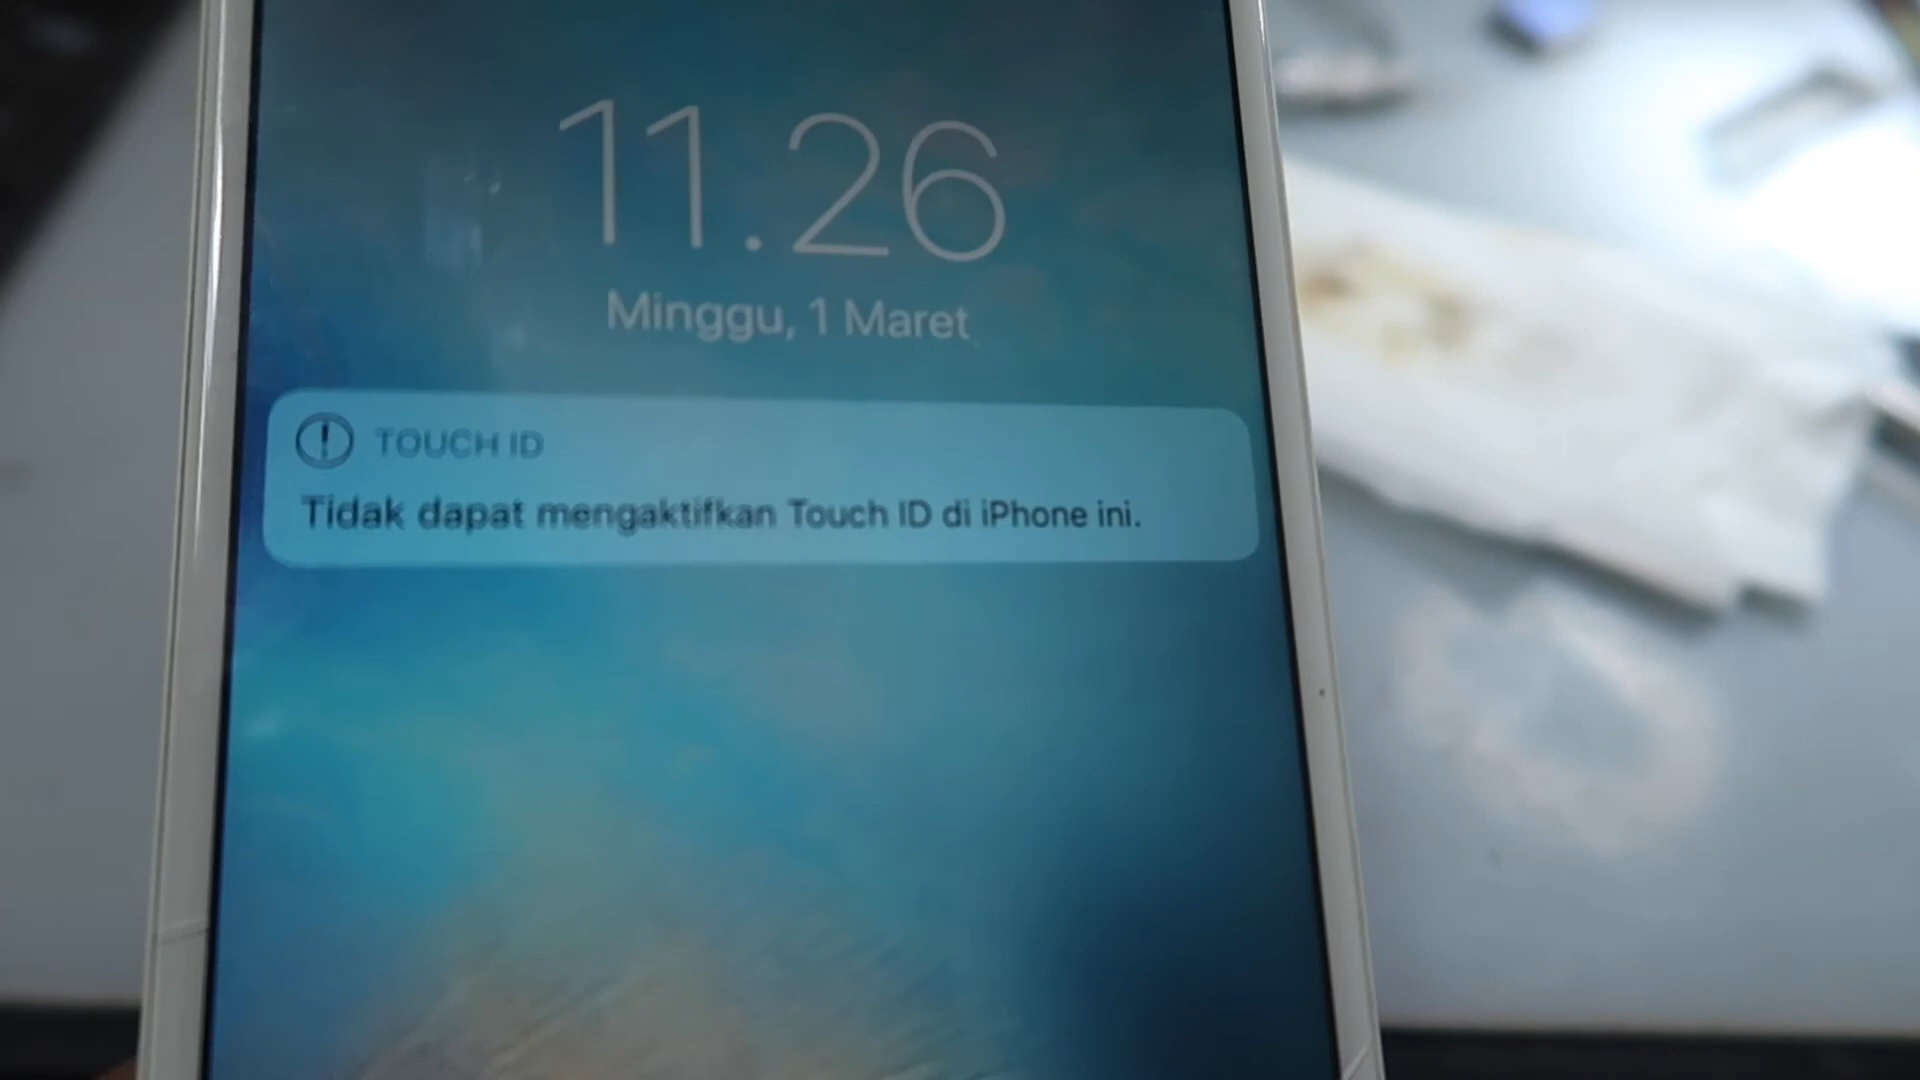 11.26
Minggu, 1 Maret
TOUCH ID
Tidak dapat mengaktifkan Touch ID di iPhone ini.